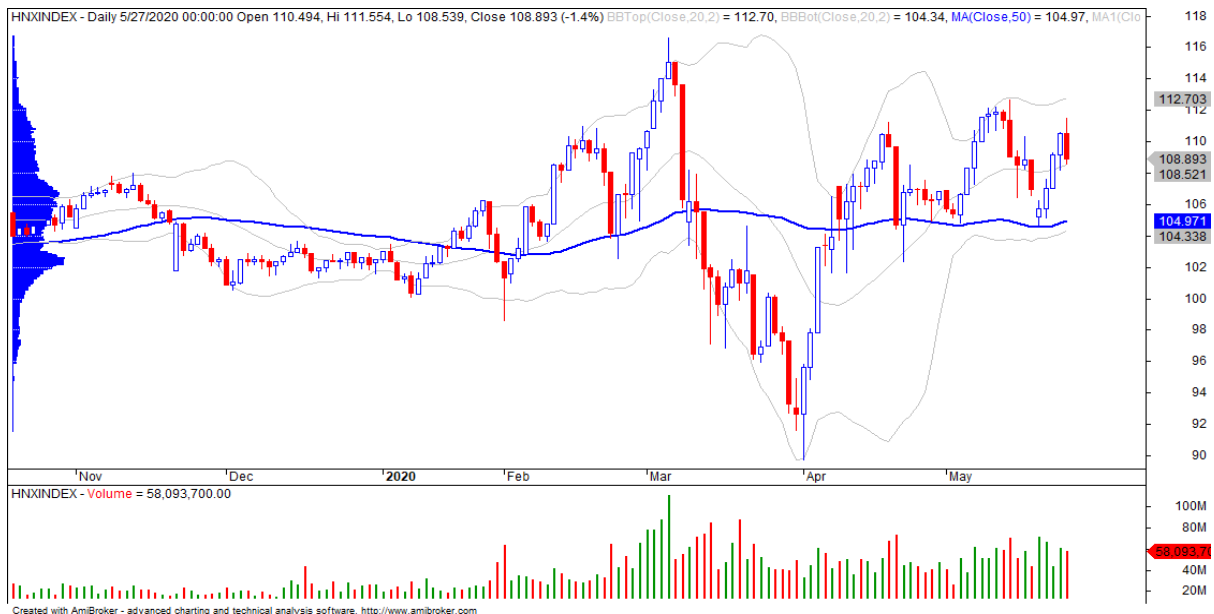 HNXINDEX - Daily 5/27/2020 00:00:00 Open 110.494, Hi 111.554, Lo 108.539, Close 108.893 (-1.4%) BBTop(Close,20,2) = 112.70, BBBot(Close,20,2) = 104.34, MA(Close,50) = 104.97, MA1(Clo
118
116
114
112.703
112
110
108.893
108.521
106
104.971
104.338
102
100
98
96
94
92
90
Nov Dec 2020 Feb Mar Apr May
HNXINDEX - Volume = 58,093,700.00
100M
80M
58,093,70
40M
20M
Created with AmiBroker - advanced charting and technical analysis software. http://www.amibroker.com